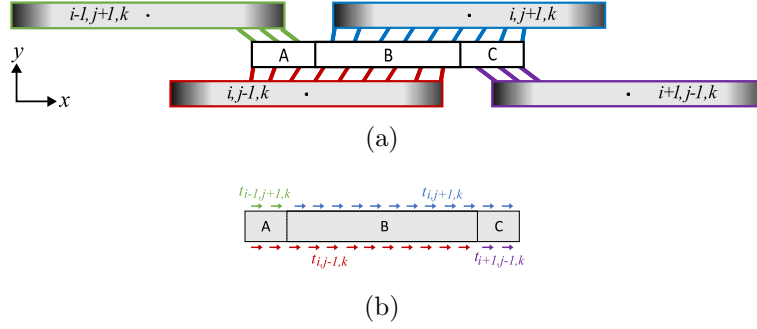 i-1,j+1,k
i,j+1,k
A B C
y
i,j-1,k
i+1,j-1,k
x
(a)
t_{i-1,j+1,k}
t_{i,j+1,k}
A B C
t_{i,j-1,k}
t_{i+1,j-1,k}
(b)